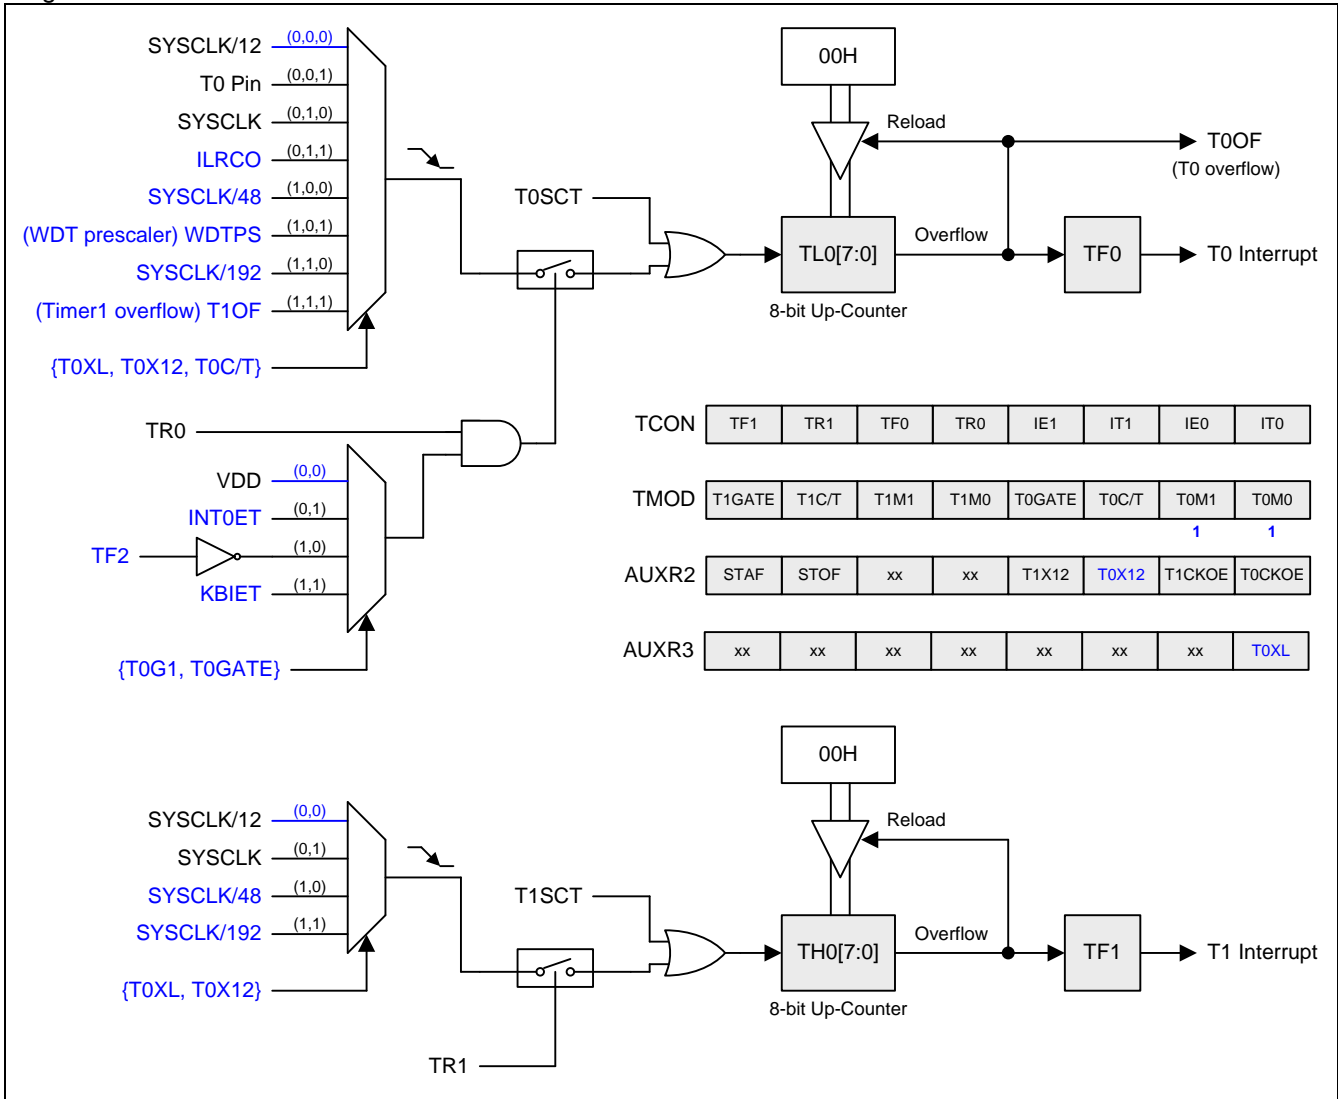 SYSCLK/12 (0,0,0)
T0 Pin (0,0,1)
SYSCLK (0,1,0)
ILRCO (0,1,1)
SYSCLK/48 (1,0,0)
(WDT prescaler) WDTPS (1,0,1)
SYSCLK/192 (1,1,0)
(Timer1 overflow) T1OF (1,1,1)
{T0XL, T0X12, T0C/T}
T0SCT
00H
Reload
T0OF
(T0 overflow)
TL0[7:0]
Overflow
TF0
T0 Interrupt
8-bit Up-Counter
TR0
VDD (0,0)
INT0ET (0,1)
TF2 (1,0)
KBIET (1,1)
{T0G1, T0GATE}
TCON TF1 TR1 TF0 TR0 IE1 IT1 IE0 IT0
TMOD T1GATE T1C/T T1M1 T1M0 T0GATE T0C/T T0M1 T0M0
1 1
AUXR2 STAF STOF xx xx T1X12 T0X12 T1CKOE T0CKOE
AUXR3 xx xx xx xx xx xx xx T0XL
SYSCLK/12 (0,0)
SYSCLK (0,1)
SYSCLK/48 (1,0)
SYSCLK/192 (1,1)
{T0XL, T0X12}
T1SCT
TR1
00H
Reload
TH0[7:0]
Overflow
TF1
T1 Interrupt
8-bit Up-Counter